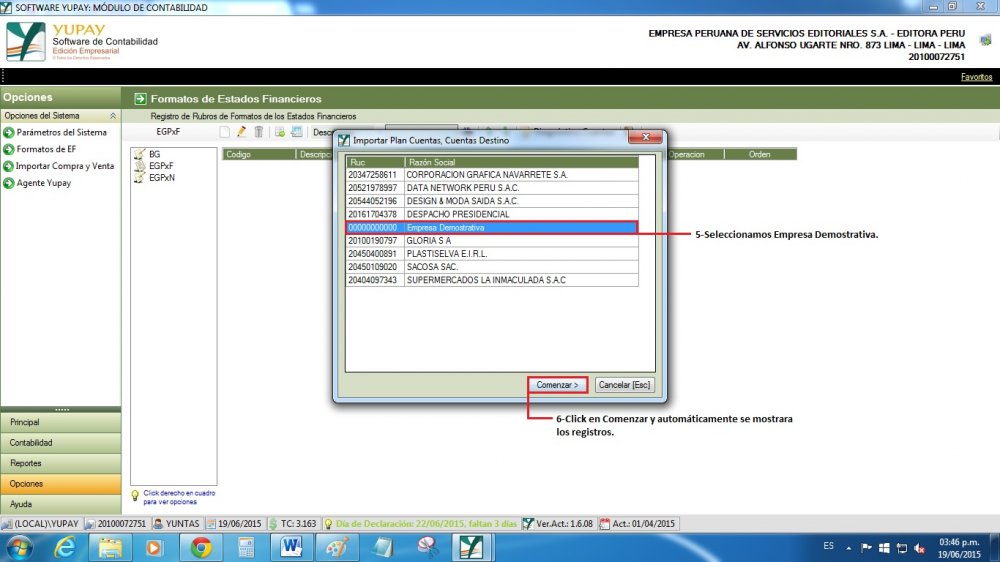 SOFTWARE YUPAY: MÓDULO DE CONTABILIDAD
YUPAY
Software de Contabilidad
Edición Empresarial
EMPRESA PERUANA DE SERVICIOS EDITORIALES S.A. - EDITORA PERU
AV. ALFONSO UGARTE NRO. 873 LIMA - LIMA - LIMA
20100072751
Favoritos
Opciones
Formatos de Estados Financieros
Opciones del Sistema
Registro de Rubros de Formatos de los Estados Financieros
Parámetros del Sistema
Formatos de EF
Importar Compra y Venta
Agente Yupay
EGPxF
BG
EGPxF
EGPxN
Codigo
Operacion
Orden
Importar Plan Cuentas, Cuentas Destino
Ruc Razón Social
20347258611 CORPORACION GRAFICA NAVARRETE S.A.
20521978997 DATA NETWORK PERU S.A.C.
20544052196 DESIGN & MODA SAIDA S.A.C.
20161704378 DESPACHO PRESIDENCIAL
00000000000 Empresa Demostrativa
20100190797 GLORIA S A
20450400891 PLASTISELVA E.I.R.L.
20450109020 SACOSA SAC.
20404097343 SUPERMERCADOS LA INMACULADA S.A.C
5-Seleccionamos Empresa Demostrativa.
Comenzar >
Cancelar [Esc]
6-Click en Comenzar y automáticamente se mostrara
los registros.
Principal
Contabilidad
Reportes
Opciones
Ayuda
Click derecho en cuadro
para ver opciones
(LOCAL)\YUPAY 20100072751 YUNTAS 19/06/2015 TC: 3.163 Día de Declaración: 22/06/2015, faltan 3 dias Ver.Act.: 1.6.08 Act.: 01/04/2015
ES
03:46 p.m.
19/06/2015